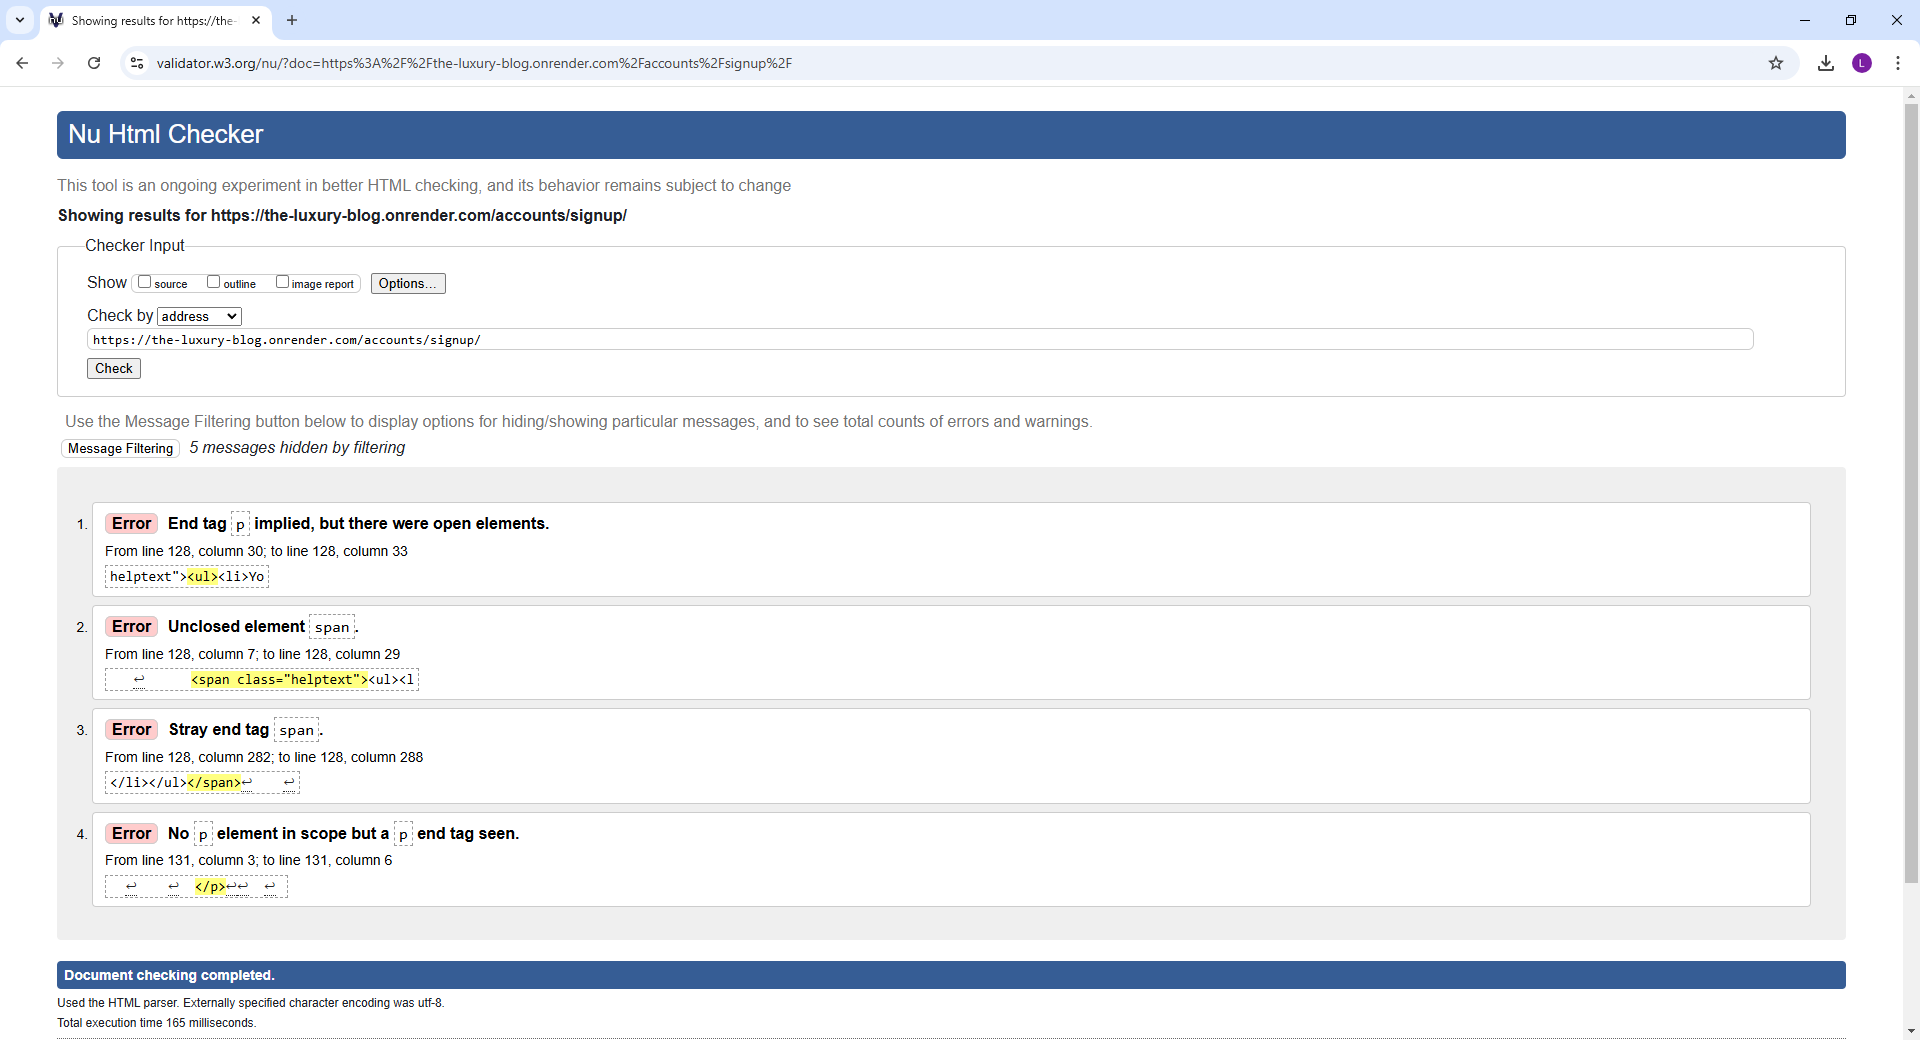 Showing results for https://the-
validator.w3.org/nu/?doc=https%3A%2F%2Fthe-luxury-blog.onrender.com%2Faccounts%2Fsignup%2F
L
Nu Html Checker
This tool is an ongoing experiment in better HTML checking, and its behavior remains subject to change
Showing results for https://the-luxury-blog.onrender.com/accounts/signup/
Checker Input
Show source outline image report Options...
Check by address
https://the-luxury-blog.onrender.com/accounts/signup/
Check
Use the Message Filtering button below to display options for hiding/showing particular messages, and to see total counts of errors and warnings.
Message Filtering 5 messages hidden by filtering
1. Error End tag p implied, but there were open elements.
From line 128, column 30; to line 128, column 33
helptext"><ul><li>Yo
2. Error Unclosed element span.
From line 128, column 7; to line 128, column 29
↩ <span class="helptext"><ul><l
3. Error Stray end tag span.
From line 128, column 282; to line 128, column 288
</li></ul></span>↩ ↩
4. Error No p element in scope but a p end tag seen.
From line 131, column 3; to line 131, column 6
↩ ↩ </p>↩↩ ↩
Document checking completed.
Used the HTML parser. Externally specified character encoding was utf-8.
Total execution time 165 milliseconds.